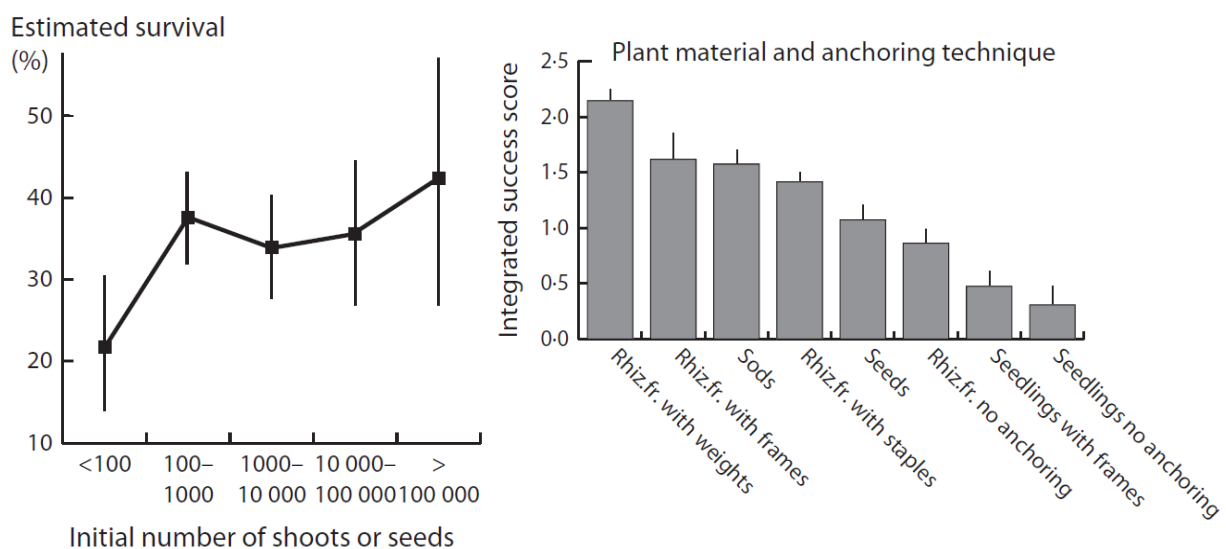 Estimated survival
(%)
50
40
30
20
10
<100
100–
1000
1000–
10 000
10 000–
100 000
>
100 000
Initial number of shoots or seeds
Plant material and anchoring technique
Integrated success score
2·5
2·0
1·5
1·0
0·5
0·0
Rhiz.fr. with weights
Rhiz.fr. with frames
Sods
Rhiz.fr. with staples
Seeds
Rhiz.fr. no anchoring
Seedlings with frames
Seedlings no anchoring